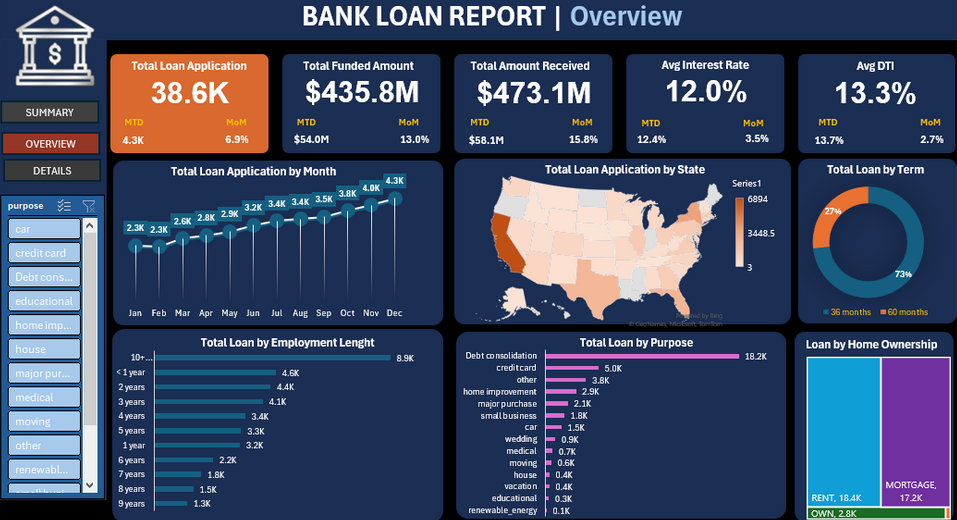 BANK LOAN REPORT | Overview
$
SUMMARY
OVERVIEW
DETAILS
purpose
car
credit card
Debt cons...
educational
home imp...
house
major pur...
medical
moving
other
renewabl...
Total Loan Application
38.6K
MTD MoM
4.3K 6.9%
Total Funded Amount
$435.8M
MTD MoM
$54.0M 13.0%
Total Amount Received
$473.1M
MTD MoM
$58.1M 15.8%
Avg Interest Rate
12.0%
MTD MoM
12.4% 3.5%
Avg DTI
13.3%
MTD MoM
13.7% 2.7%
Total Loan Application by Month
2.3K 2.3K 2.6K 2.8K 2.9K 3.2K 3.4K 3.4K 3.5K 3.8K 4.0K 4.3K
Jan Feb Mar Apr May Jun Jul Aug Sep Oct Nov Dec
Total Loan Application by State
Series1
6894
3448.5
3
Powered by Bing
© GeoNames, Microsoft, TomTom
Total Loan by Term
27%
73%
36 months 60 months
Total Loan by Employment Lenght
10+... 8.9K
< 1 year 4.6K
2 years 4.4K
3 years 4.1K
4 years 3.4K
5 years 3.3K
1 year 3.2K
6 years 2.2K
7 years 1.8K
8 years 1.5K
9 years 1.3K
Total Loan by Purpose
Debt consolidation 18.2K
credit card 5.0K
other 3.8K
home improvement 2.9K
major purchase 2.1K
small business 1.8K
car 1.5K
wedding 0.9K
medical 0.7K
moving 0.6K
house 0.4K
vacation 0.4K
educational 0.3K
renewable_energy 0.1K
Loan by Home Ownership
RENT, 18.4K
MORTGAGE,
17.2K
OWN, 2.8K